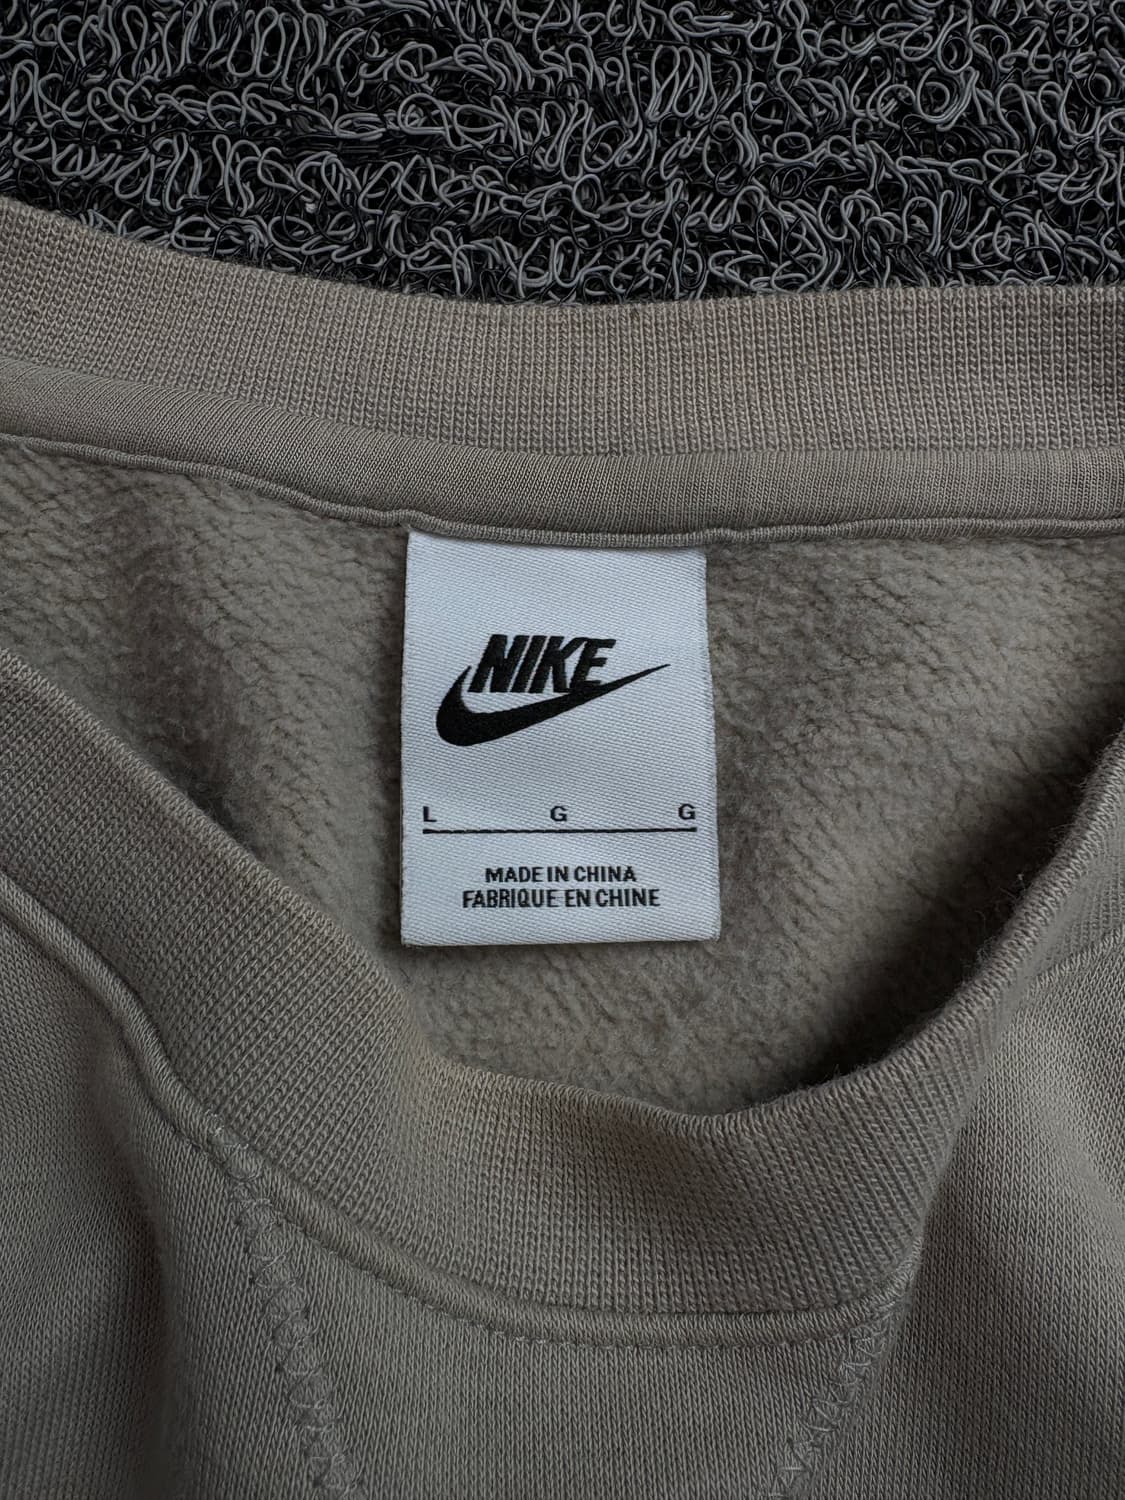 NIKE
L G G
MADE IN CHINA
FABRIQUE EN CHINE